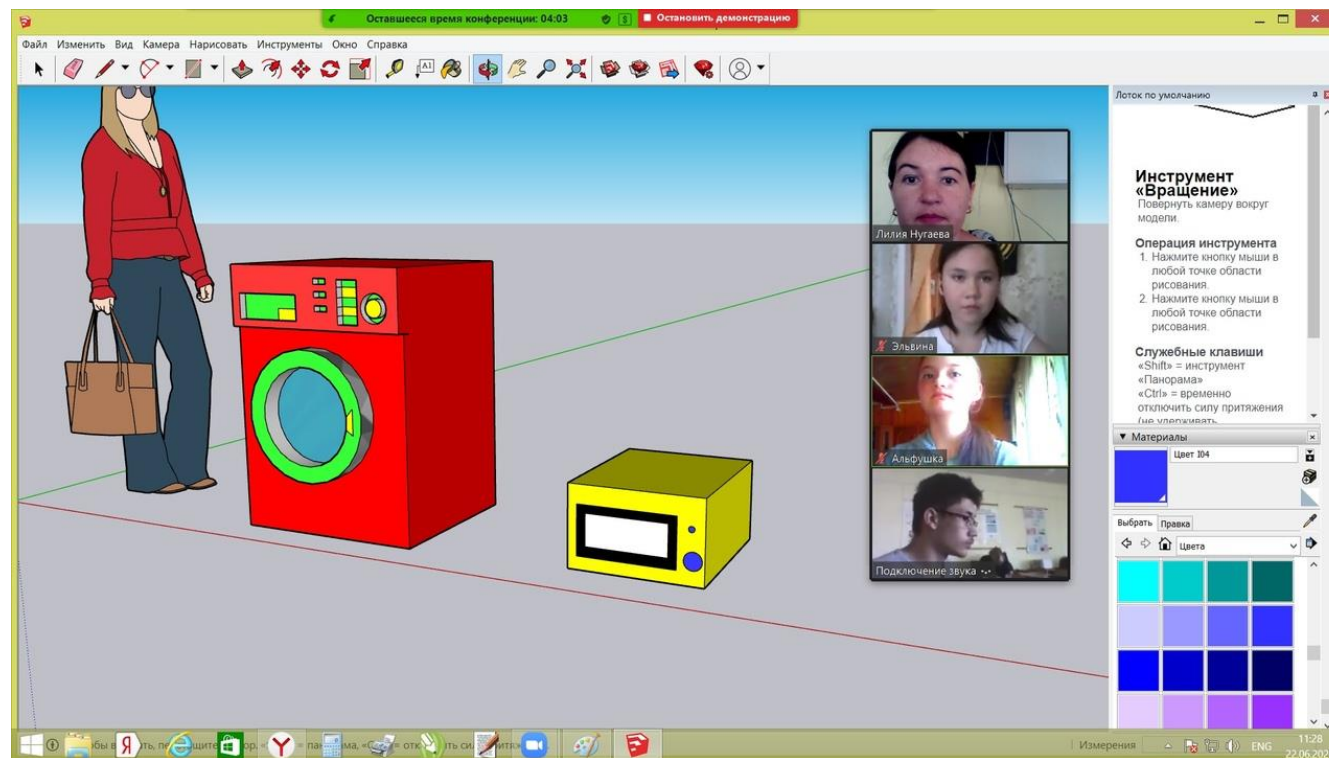 Оставшееся время конференции: 04:03
Остановить демонстрацию
Файл Изменить Вид Камера Нарисовать Инструменты Окно Справка
A1
Лоток по умолчанию
Инструмент
«Вращение»
Повернуть камеру вокруг
модели.
Операция инструмента
1. Нажмите кнопку мыши в
любой точке области
рисования.
2. Нажмите кнопку мыши в
любой точке области
рисования.
Служебные клавиши
«Shift» = инструмент
«Панорама»
«Ctrl» = временно
отключить силу притяжения
(не удерживать
Лилия Нугаева
Эльвина
Альфушка
Подключение звука
Материалы
Цвет I04
Выбрать Правка
Цвета
Измерения
ENG
11:28